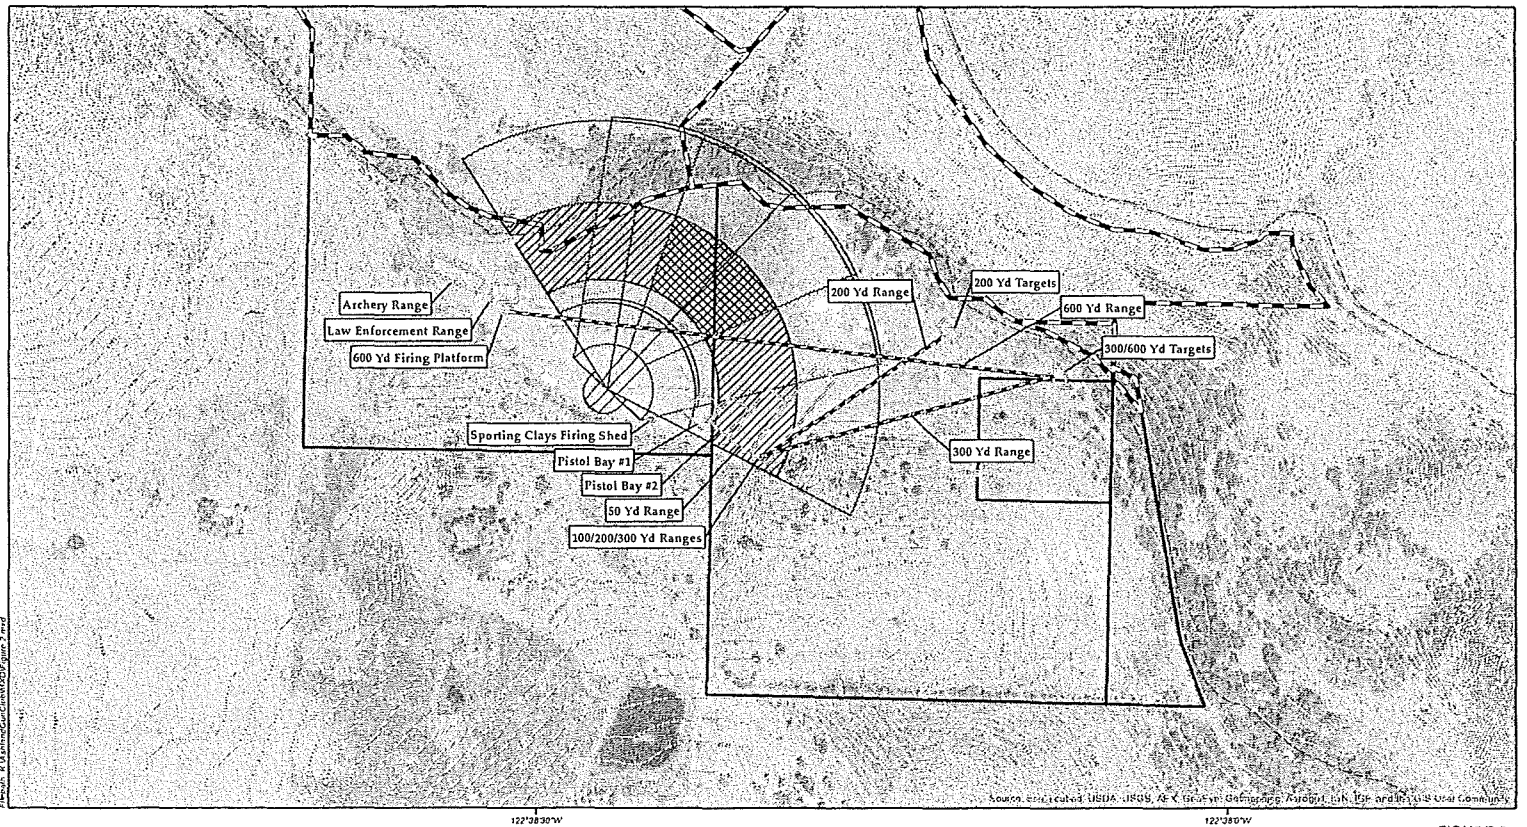 200 Yd Targets
200 Yd Range
Archery Range
600 Yd Range
Law Enforcement Range
600 Yd Firing Platform
300/600 Yd Targets
Sporting Clays Firing Shed
300 Yd Range
Pistol Bay #1
Pistol Bay #2
50 Yd Range
100/200/300 Yd Ranges
122°38'30"W
122°38'0"W